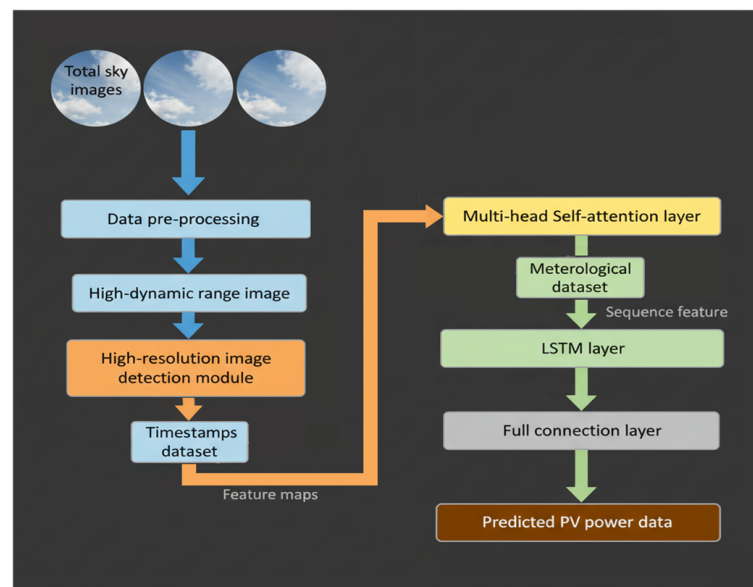 Total sky
images
Data pre-processing
High-dynamic range image
High-resolution image
detection module
Timestamps
dataset
Feature maps
Multi-head Self-attention layer
Meterological
dataset
Sequence feature
LSTM layer
Full connection layer
Predicted PV power data